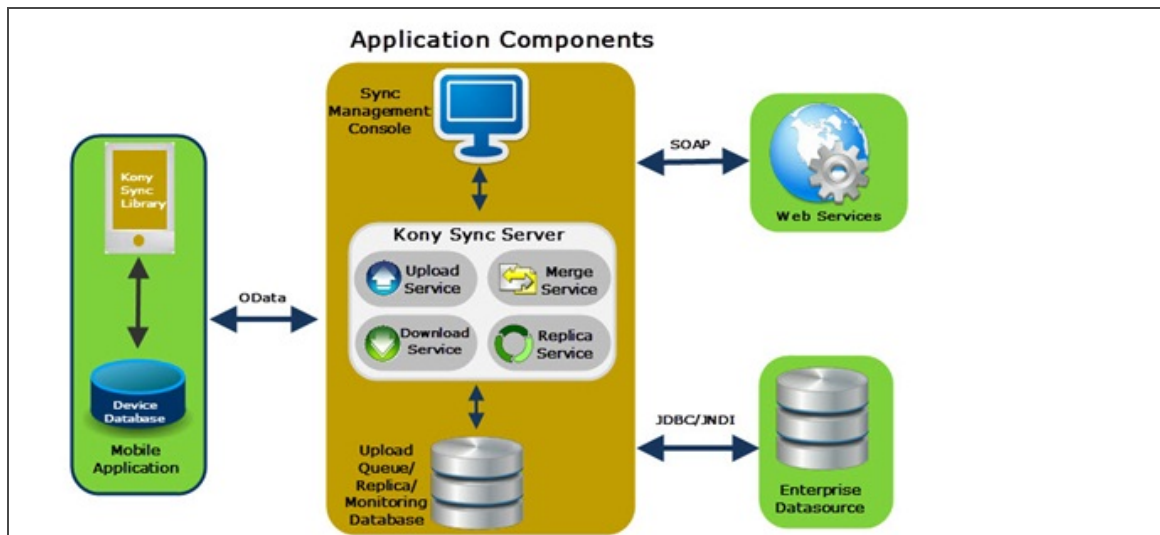 Application Components
Sync
Management
Console
Kony
Sync
Library
Device
Database
Mobile
Application
OData
Kony Sync Server
Upload
Service
Merge
Service
Download
Service
Replica
Service
Upload
Queue/
Replica/
Monitoring
Database
SOAP
Web Services
JDBC/JNDI
Enterprise
Datasource